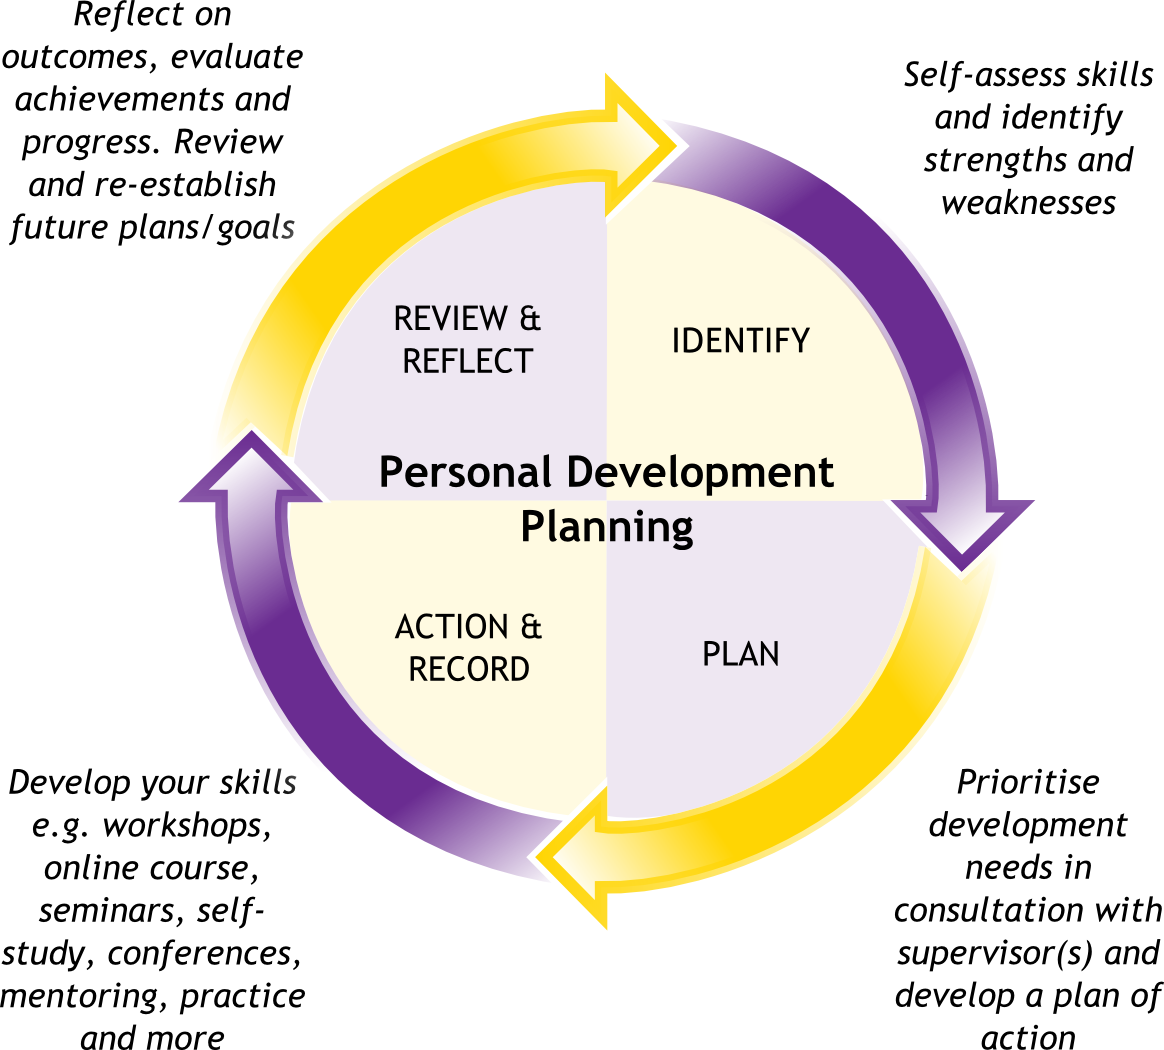 Reflect on
outcomes, evaluate
achievements and
progress. Review
and re-establish
future plans/goals
Self-assess skills
and identify
strengths and
weaknesses
REVIEW &
REFLECT
IDENTIFY
Personal Development
Planning
ACTION &
RECORD
PLAN
Develop your skills
e.g. workshops,
online course,
seminars, self-
study, conferences,
mentoring, practice
and more
Prioritise
development
needs in
consultation with
supervisor(s) and
develop a plan of
action